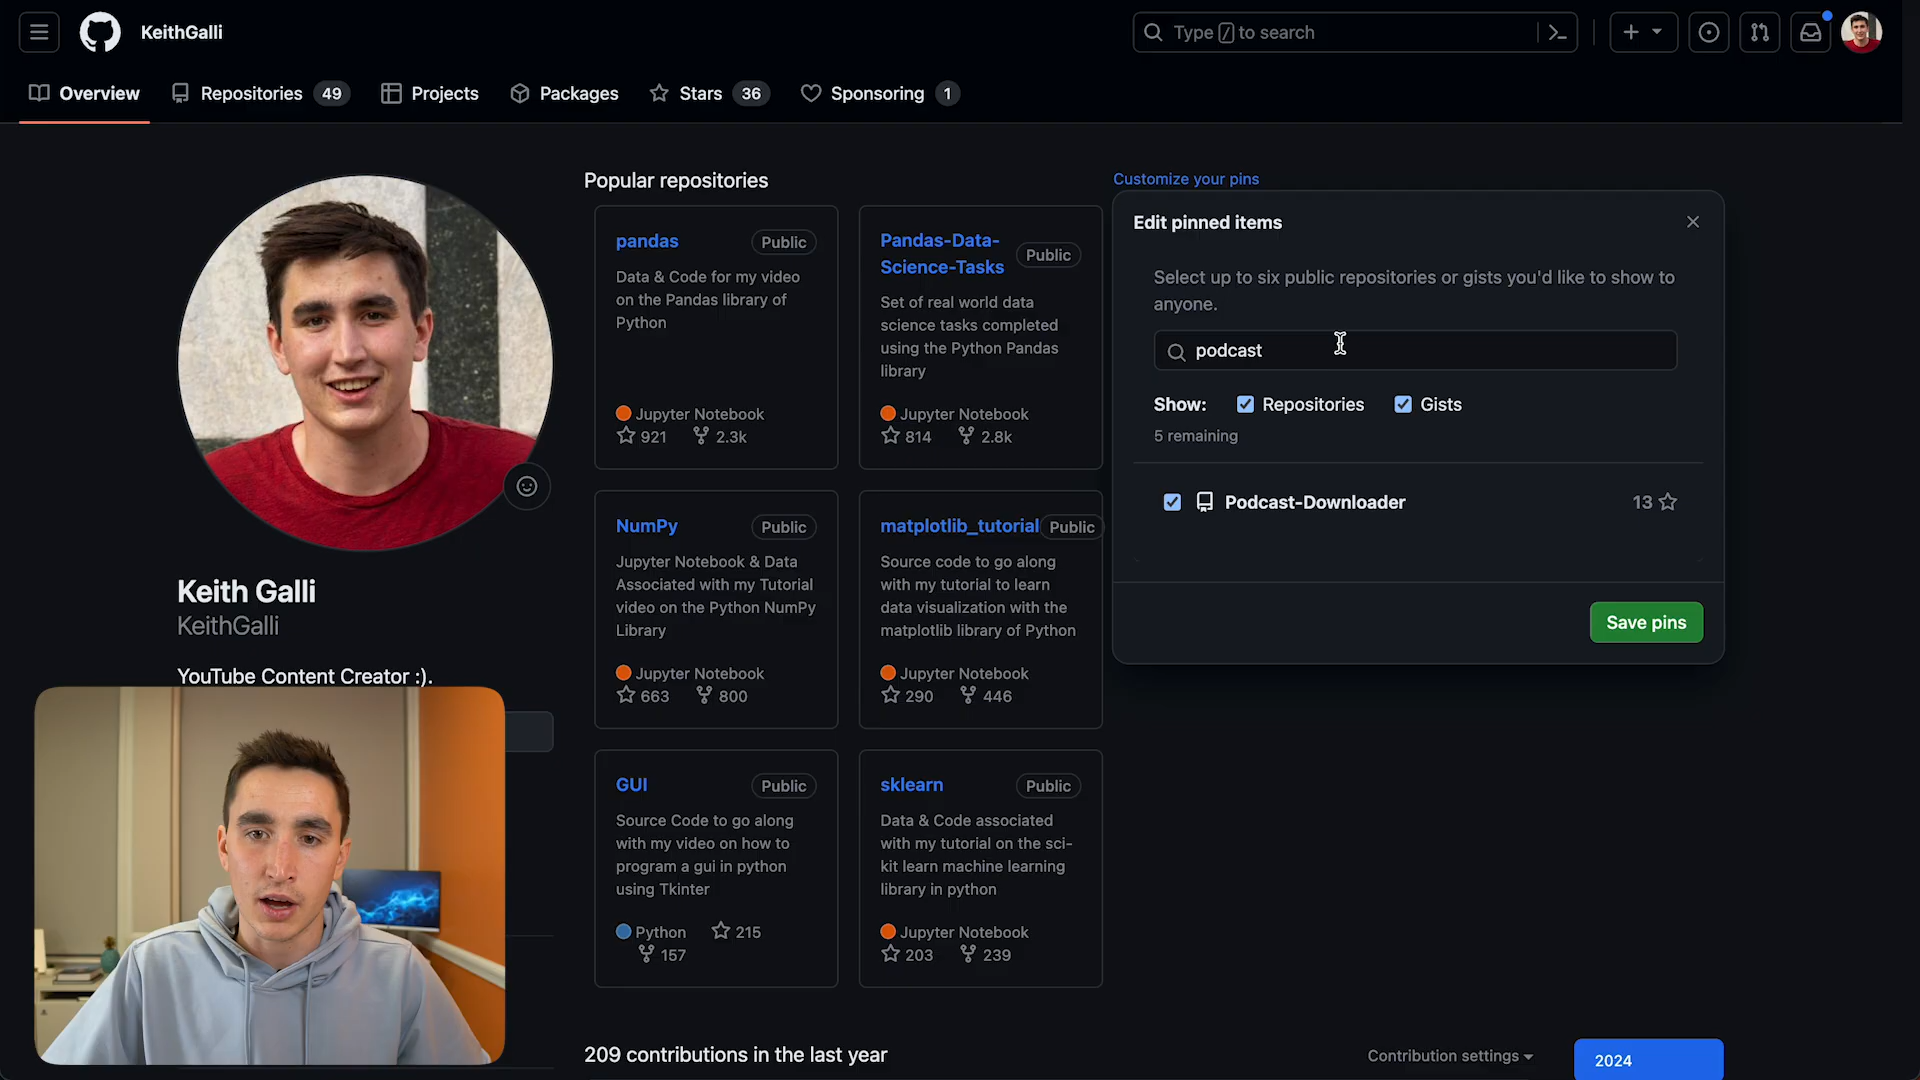 KeithGalli
Type / to search
Overview
Repositories 49
Projects
Packages
Stars 36
Sponsoring 1
Keith Galli
KeithGalli
YouTube Content Creator :).
Popular repositories
Customize your pins
pandas
Public
Data & Code for my video
on the Pandas library of
Python
Jupyter Notebook
921 2.3k
Pandas-Data-
Science-Tasks
Public
Set of real world data
science tasks completed
using the Python Pandas
library
Jupyter Notebook
814 2.8k
NumPy
Public
Jupyter Notebook & Data
Associated with my Tutorial
video on the Python NumPy
Library
Jupyter Notebook
663 800
matplotlib_tutorial
Public
Source code to go along
with my tutorial to learn
data visualization with the
matplotlib library of Python
Jupyter Notebook
290 446
GUI
Public
Source Code to go along
with my video on how to
program a gui in python
using Tkinter
Python 215
157
sklearn
Public
Data & Code associated
with my tutorial on the sci-
kit learn machine learning
library in python
Jupyter Notebook
203 239
Edit pinned items
Select up to six public repositories or gists you'd like to show to
anyone.
podcast
Show: Repositories Gists
5 remaining
Podcast-Downloader 13
Save pins
209 contributions in the last year
Contribution settings
2024